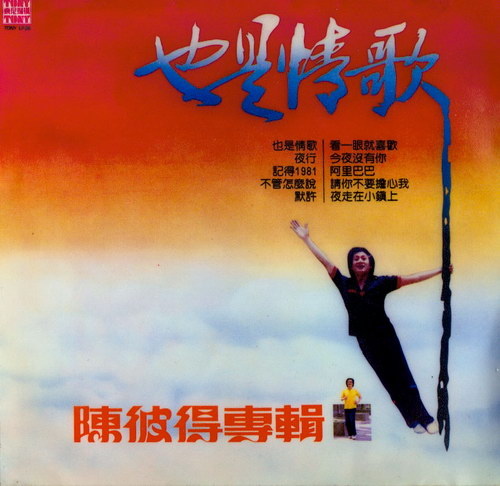 TONY
TONY
也是情歌
也是情歌 看一眼就喜歡
夜行 今夜沒有你
記得1981 阿里巴巴
不管怎麼說 請你不要擔心我
默許 夜走在小鎮上
陳彼得專輯